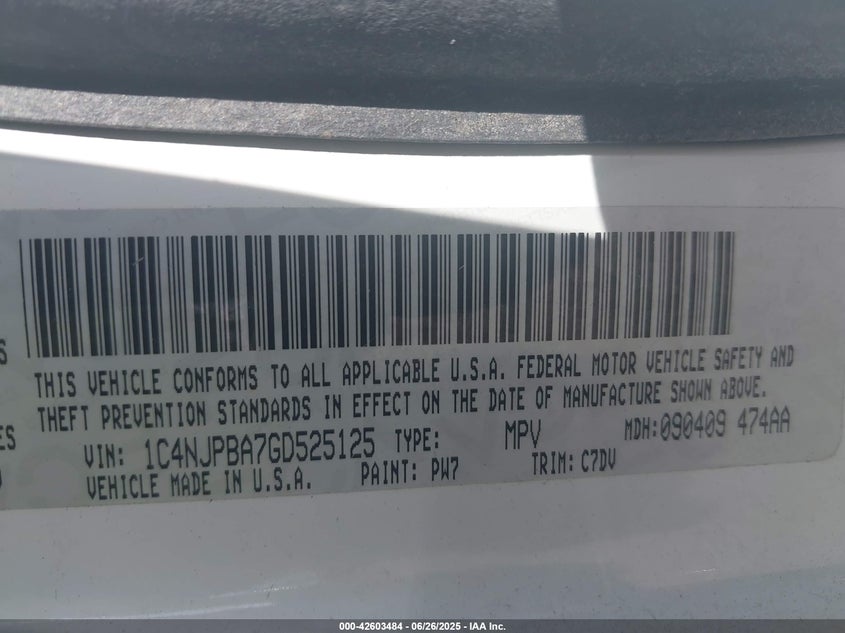 THIS VEHICLE CONFORMS TO ALL APPLICABLE U.S.A. FEDERAL MOTOR VEHICLE SAFETY AND
THEFT PREVENTION STANDARDS IN EFFECT ON THE DATE OF MANUFACTURE SHOWN ABOVE.
VIN: 1C4NJPBA7GD525125 TYPE: MPV MDH:090409 474AA
VEHICLE MADE IN U.S.A. PAINT: PW7 TRIM: C7DV
000-42603484 - 06/26/2025 - IAA Inc.